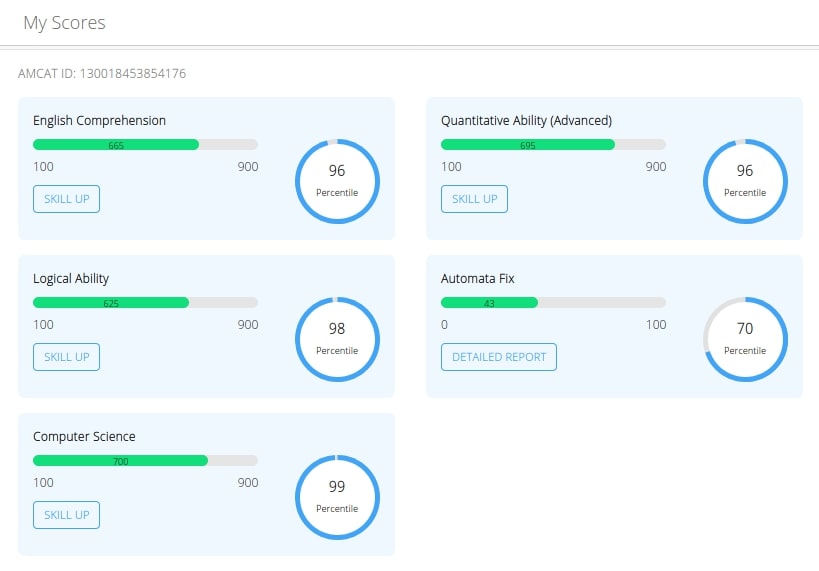 My Scores
AMCAT ID: 130018453854176
English Comprehension
665
100 900
SKILL UP
96
Percentile
Quantitative Ability (Advanced)
695
100 900
SKILL UP
96
Percentile
Logical Ability
625
100 900
SKILL UP
98
Percentile
Automata Fix
43
0 100
DETAILED REPORT
70
Percentile
Computer Science
700
100 900
SKILL UP
99
Percentile